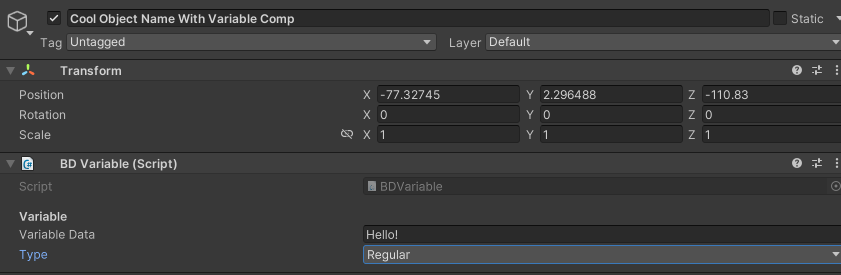 Cool Object Name With Variable Comp Static
Tag Untagged Layer Default
Transform
Position X -77.32745 Y 2.296488 Z -110.83
Rotation X 0 Y 0 Z 0
Scale X 1 Y 1 Z 1
BD Variable (Script)
Script BDVariable
Variable
Variable Data Hello!
Type Regular